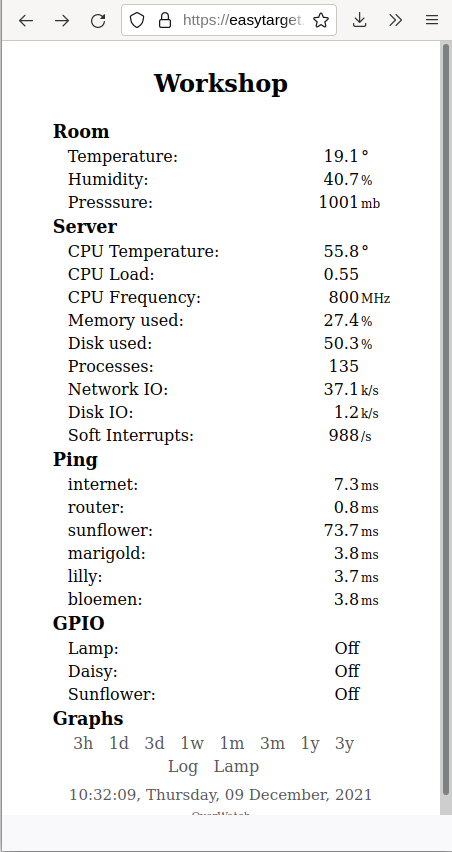 https://easytarget.
Workshop
Room
Temperature: 19.1°
Humidity: 40.7%
Presssure: 1001mb
Server
CPU Temperature: 55.8°
CPU Load: 0.55
CPU Frequency: 800MHz
Memory used: 27.4%
Disk used: 50.3%
Processes: 135
Network IO: 37.1k/s
Disk IO: 1.2k/s
Soft Interrupts: 988/s
Ping
internet: 7.3ms
router: 0.8ms
sunflower: 73.7ms
marigold: 3.8ms
lilly: 3.7ms
bloemen: 3.8ms
GPIO
Lamp: Off
Daisy: Off
Sunflower: Off
Graphs
3h 1d 3d 1w 1m 3m 1y 3y
Log Lamp
10:32:09, Thursday, 09 December, 2021
OverWatch